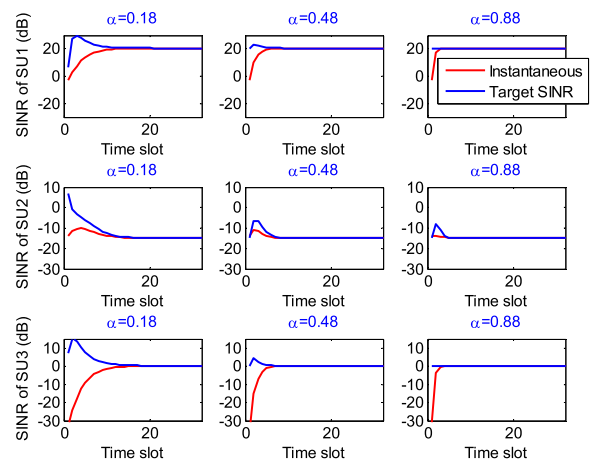 α=0.18 α=0.48 α=0.88
SINR of SU1 (dB)
20 20 20
0 0 0
-20 -20 -20
Instantaneous
Target SINR
0 20 0 20 0 20
Time slot Time slot Time slot
α=0.18 α=0.48 α=0.88
SINR of SU2 (dB)
10 10 10
0 0 0
-10 -10 -10
-20 -20 -20
-30 -30 -30
0 20 0 20 0 20
Time slot Time slot Time slot
α=0.18 α=0.48 α=0.88
SINR of SU3 (dB)
10 10 10
0 0 0
-10 -10 -10
-20 -20 -20
-30 -30 -30
0 20 0 20 0 20
Time slot Time slot Time slot